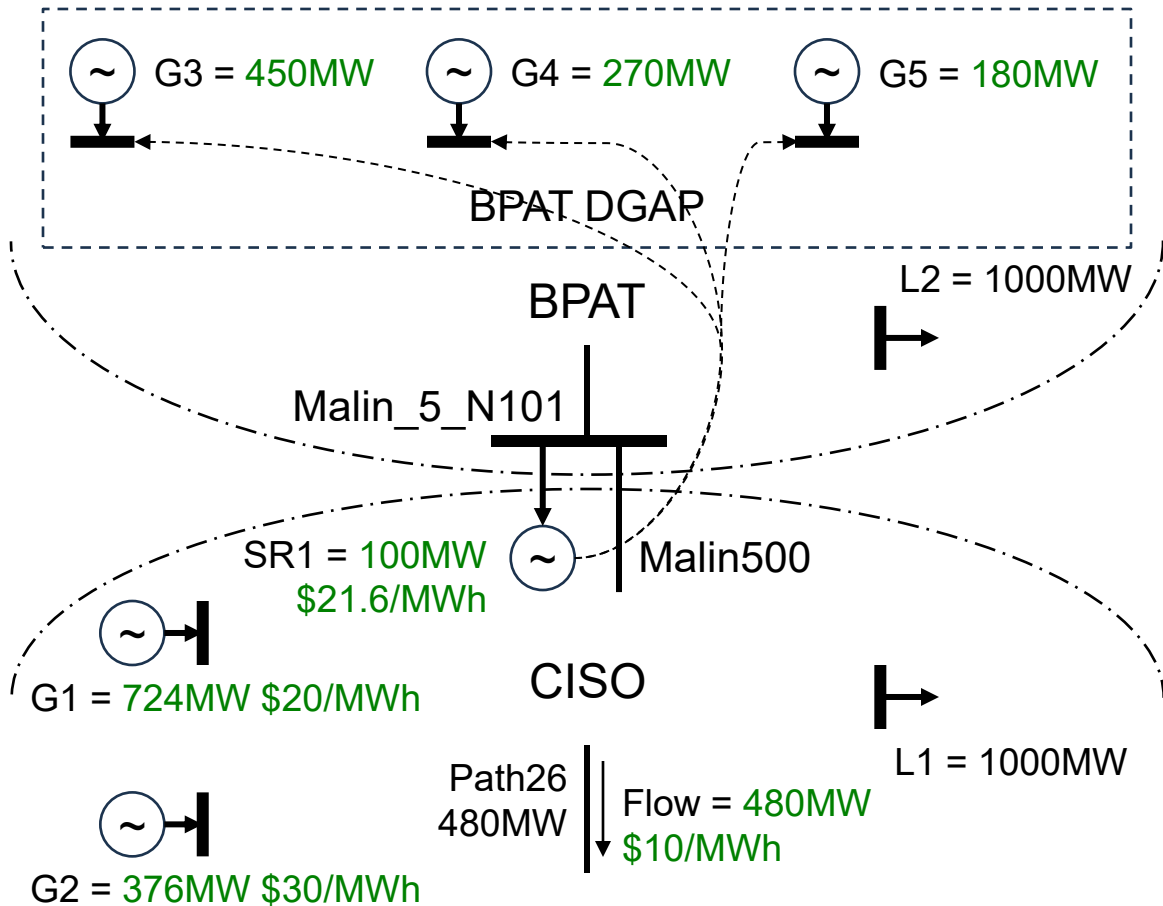 ~ G3 = 450MW
~ G4 = 270MW
~ G5 = 180MW
BPAT DGAP
L2 = 1000MW
BPAT
Malin_5_N101
SR1 = 100MW
$21.6/MWh
~
Malin500
~
G1 = 724MW $20/MWh
CISO
L1 = 1000MW
Path26
480MW
Flow = 480MW
$10/MWh
~
G2 = 376MW $30/MWh